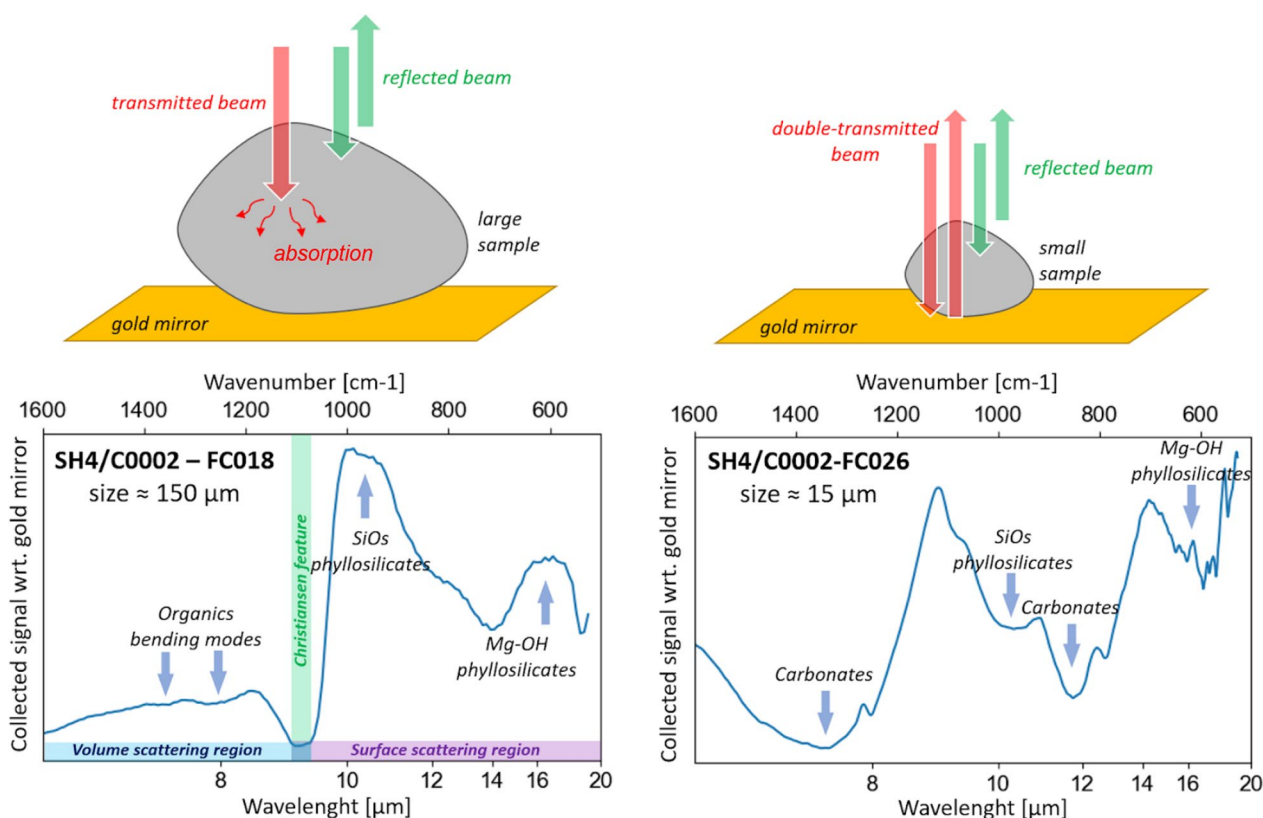 transmitted beam
reflected beam
absorption
large
sample
gold mirror
double-transmitted
beam
reflected beam
small
sample
gold mirror
Wavenumber [cm-1]
1600 1400 1200 1000 800 600
SH4/C0002 – FC018
size ≈ 150 µm
Christiansen feature
SiOs
phyllosilicates
Organics
bending modes
Mg-OH
phyllosilicates
Volume scattering region
Surface scattering region
Collected signal wrt. gold mirror
8 10 12 14 16 20
Wavelenght [µm]
Wavenumber [cm-1]
1600 1400 1200 1000 800 600
SH4/C0002-FC026
size ≈ 15 µm
Mg-OH
phyllosilicates
SiOs
phyllosilicates
Carbonates
Carbonates
Collected signal wrt. gold mirror
8 10 12 14 16 20
Wavelenght [µm]